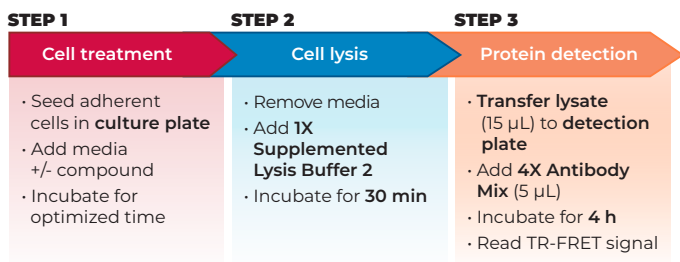 STEP 1
Cell treatment
· Seed adherent
cells in culture plate
· Add media
+/- compound
· Incubate for
optimized time
STEP 2
Cell lysis
· Remove media
· Add 1X
Supplemented
Lysis Buffer 2
· Incubate for 30 min
STEP 3
Protein detection
· Transfer lysate
(15 µL) to detection
plate
· Add 4X Antibody
Mix (5 µL)
· Incubate for 4 h
· Read TR-FRET signal